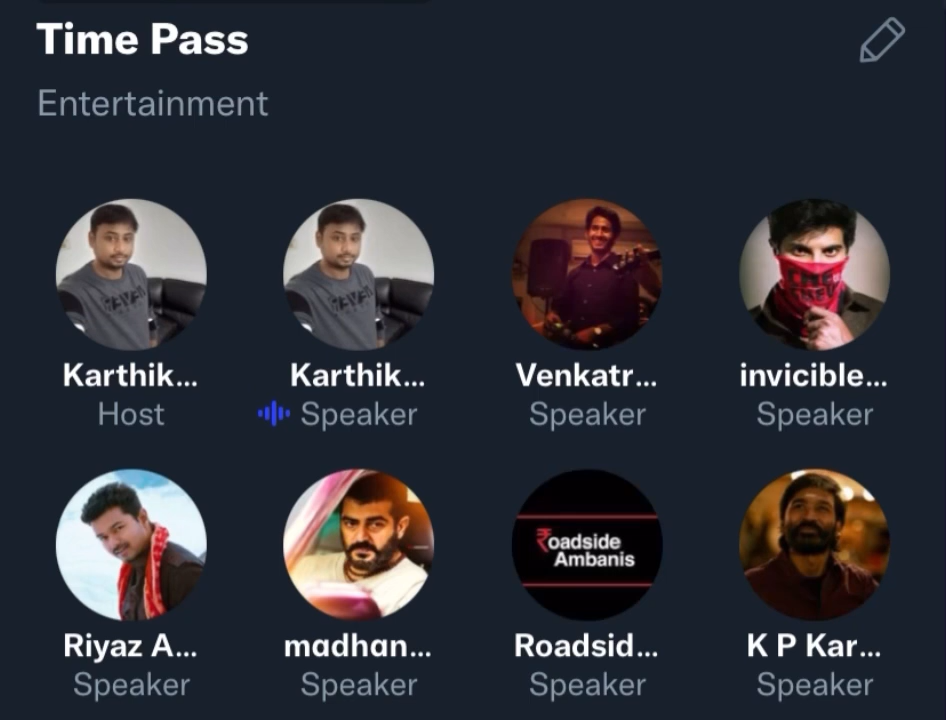 Time Pass
Entertainment
Karthik...
Karthik...
Venkatr...
invicible...
Host
Speaker
Speaker
Speaker
₹oadside
Ambanis
Riyaz A...
madhan...
Roadsid...
K P Kar...
Speaker
Speaker
Speaker
Speaker